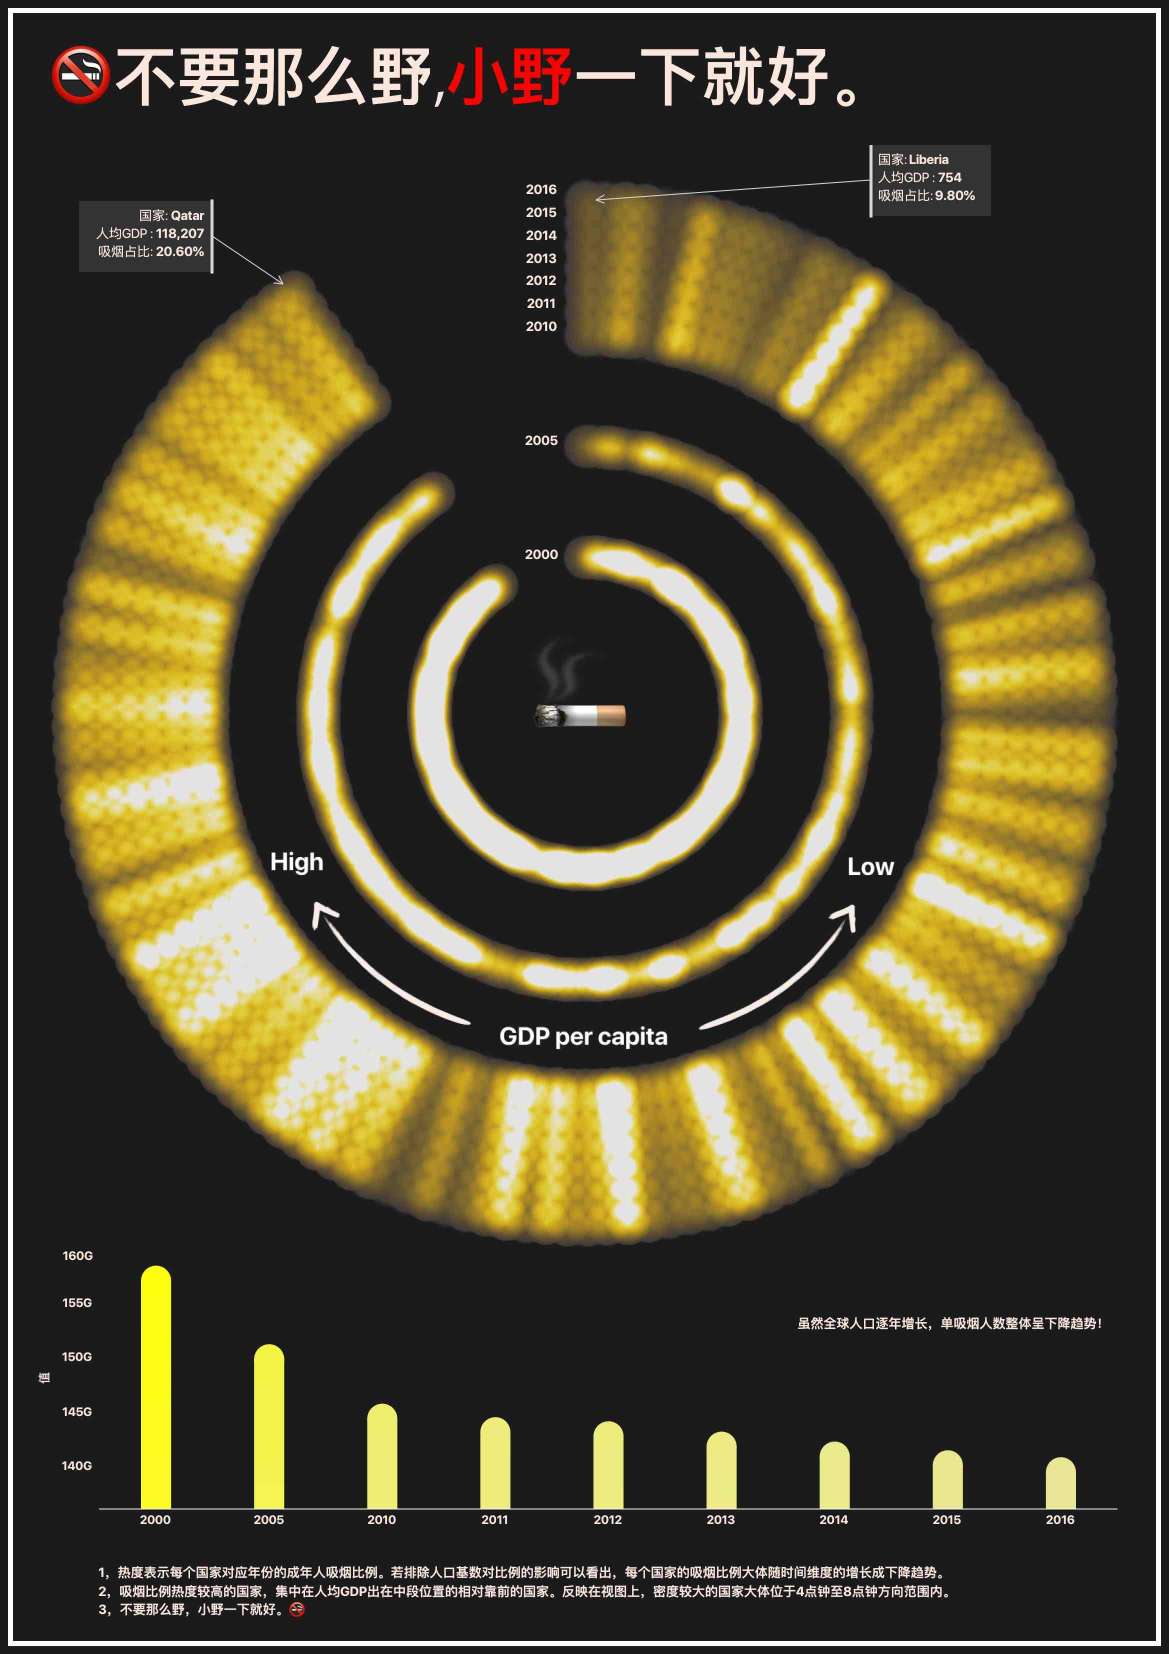 不要那么野,小野一下就好。
国家: Liberia
人均GDP : 754
吸烟占比: 9.80%
国家: Qatar
人均GDP : 118,207
吸烟占比: 20.60%
2016
2015
2014
2013
2012
2011
2010
2005
2000
High
Low
GDP per capita
160G
155G
150G
145G
140G
值
虽然全球人口逐年增长，单吸烟人数整体呈下降趋势！
2000 2005 2010 2011 2012 2013 2014 2015 2016
1，热度表示每个国家对应年份的成年人吸烟比例。若排除人口基数对比例的影响可以看出，每个国家的吸烟比例大体随时间维度的增长成下降趋势。
2，吸烟比例热度较高的国家，集中在人均GDP出在中段位置的相对靠前的国家。反映在视图上，密度较大的国家大体位于4点钟至8点钟方向范围内。
3，不要那么野，小野一下就好。